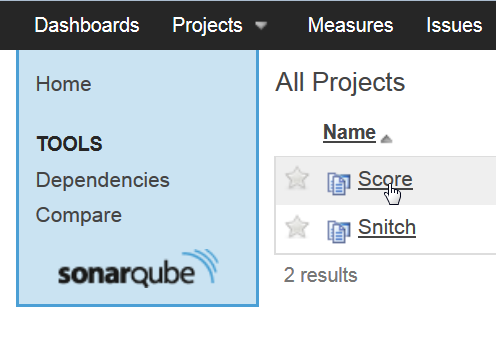 Dashboards Projects Measures Issues
Home
TOOLS
Dependencies
Compare
sonarqube
All Projects
Name
Score
Snitch
2 results